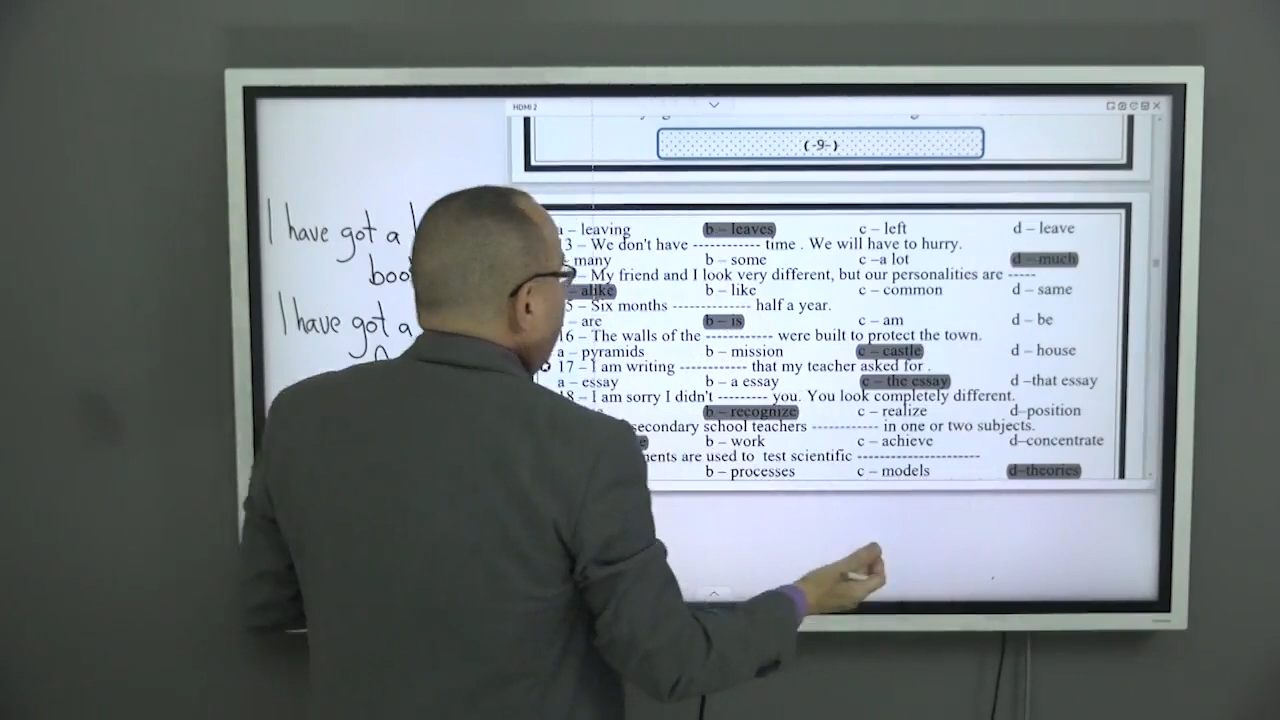 HDMI 2
(-9-)
I have got a
boo
I have got a
a – leaving b – leaves c – left d – leave
13 – We don't have ----------- time . We will have to hurry.
many b – some c –a lot d – much
– My friend and I look very different, but our personalities are -----
– alike b – like c – common d – same
5 – Six months ------------- half a year.
– are b – is c – am d – be
16 – The walls of the ----------- were built to protect the town.
a – pyramids b – mission c – castle d – house
17 – I am writing ----------- that my teacher asked for .
a – essay b – a essay c – the essay d –that essay
18 – I am sorry I didn't --------- you. You look completely different.
b – recognize c – realize d–position
secondary school teachers ----------- in one or two subjects.
b – work c – achieve d–concentrate
ents are used to test scientific --------------------
b – processes c – models d–theories